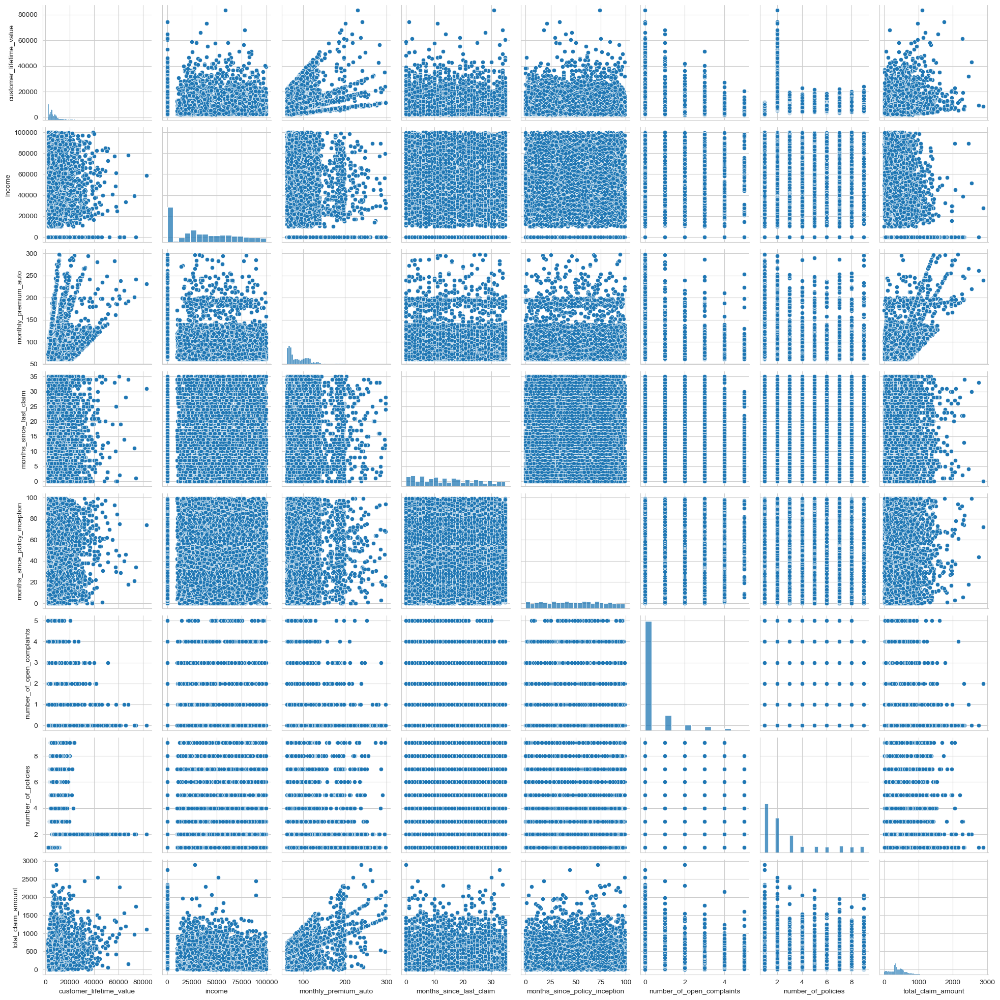 80000
60000
40000
20000
0
customer_lifetime_value
100000
80000
60000
40000
20000
0
income
300
250
200
150
100
50
monthly_premium_auto
35
30
25
20
15
10
5
0
months_since_last_claim
100
80
60
40
20
0
months_since_policy_inception
5
4
3
2
1
0
number_of_open_complaints
8
6
4
2
number_of_policies
3000
2500
2000
1500
1000
500
0
total_claim_amount
0 20000 40000 60000 80000
0 25000 50000 75000 100000
100 200 300
0 10 20 30
0 25 50 75 100
0 2 4
2 4 6 8
0 1000 2000 3000
customer_lifetime_value
income
monthly_premium_auto
months_since_last_claim
months_since_policy_inception
number_of_open_complaints
number_of_policies
total_claim_amount